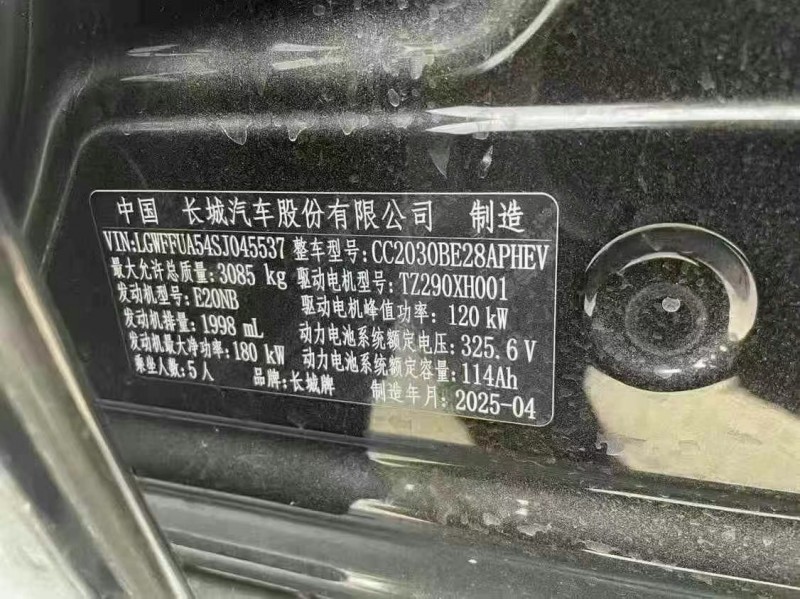 中国 长城汽车股份有限公司 制造
VIN:LGWFFUA54SJ045537 整车型号:CC2030BE28APHEV
最大允许总质量:3085 kg 驱动电机型号:TZ290XH001
发动机型号:E20NB 驱动电机峰值功率:120 kW
发动机排量:1998 mL 动力电池系统额定电压:325.6 V
发动机最大净功率:180 kW 动力电池系统额定容量:114Ah
乘坐人数:5人 品牌:长城牌 制造年月:2025-04